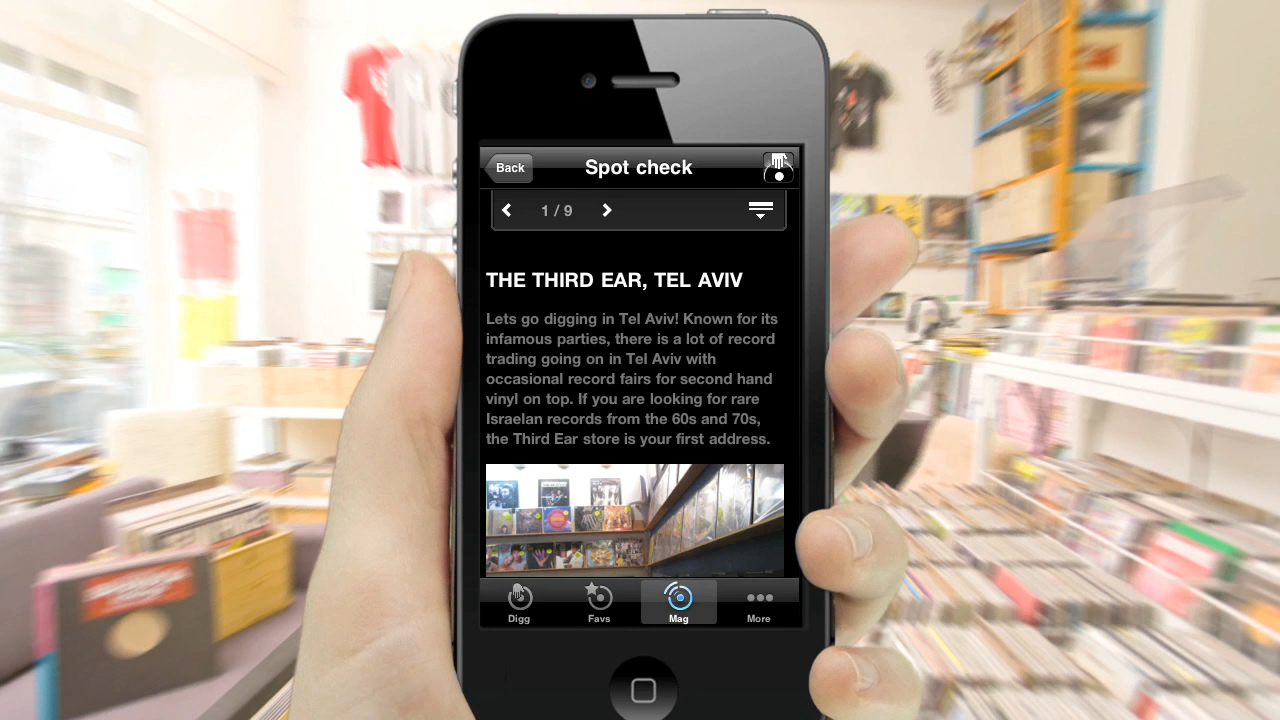 Back
Spot check
1 / 9
THE THIRD EAR, TEL AVIV
Lets go digging in Tel Aviv! Known for its
infamous parties, there is a lot of record
trading going on in Tel Aviv with
occasional record fairs for second hand
vinyl on top. If you are looking for rare
Israelan records from the 60s and 70s,
the Third Ear store is your first address.
Digg
Favs
Mag
More